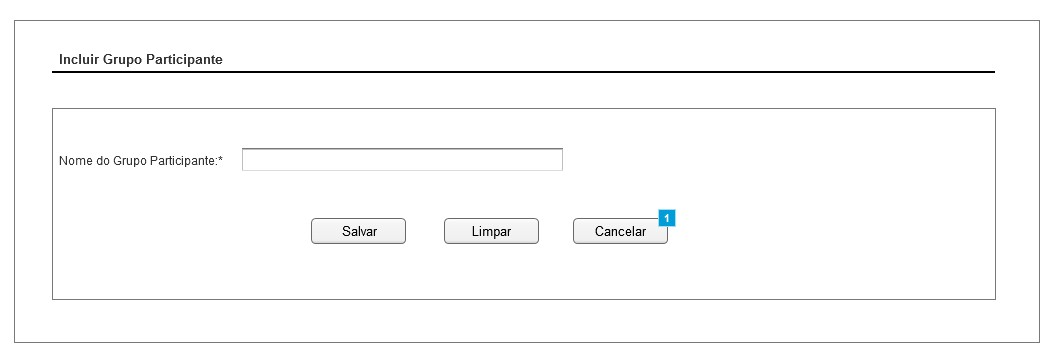 Incluir Grupo Participante
Nome do Grupo Participante:*
1
Salvar Limpar Cancelar